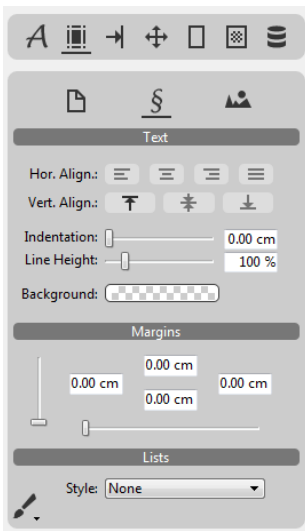 A
§
Text
Hor. Align.:
Vert. Align.:
Indentation: 0.00 cm
Line Height: 100 %
Background:
Margins
0.00 cm
0.00 cm 0.00 cm
0.00 cm
Lists
Style: None